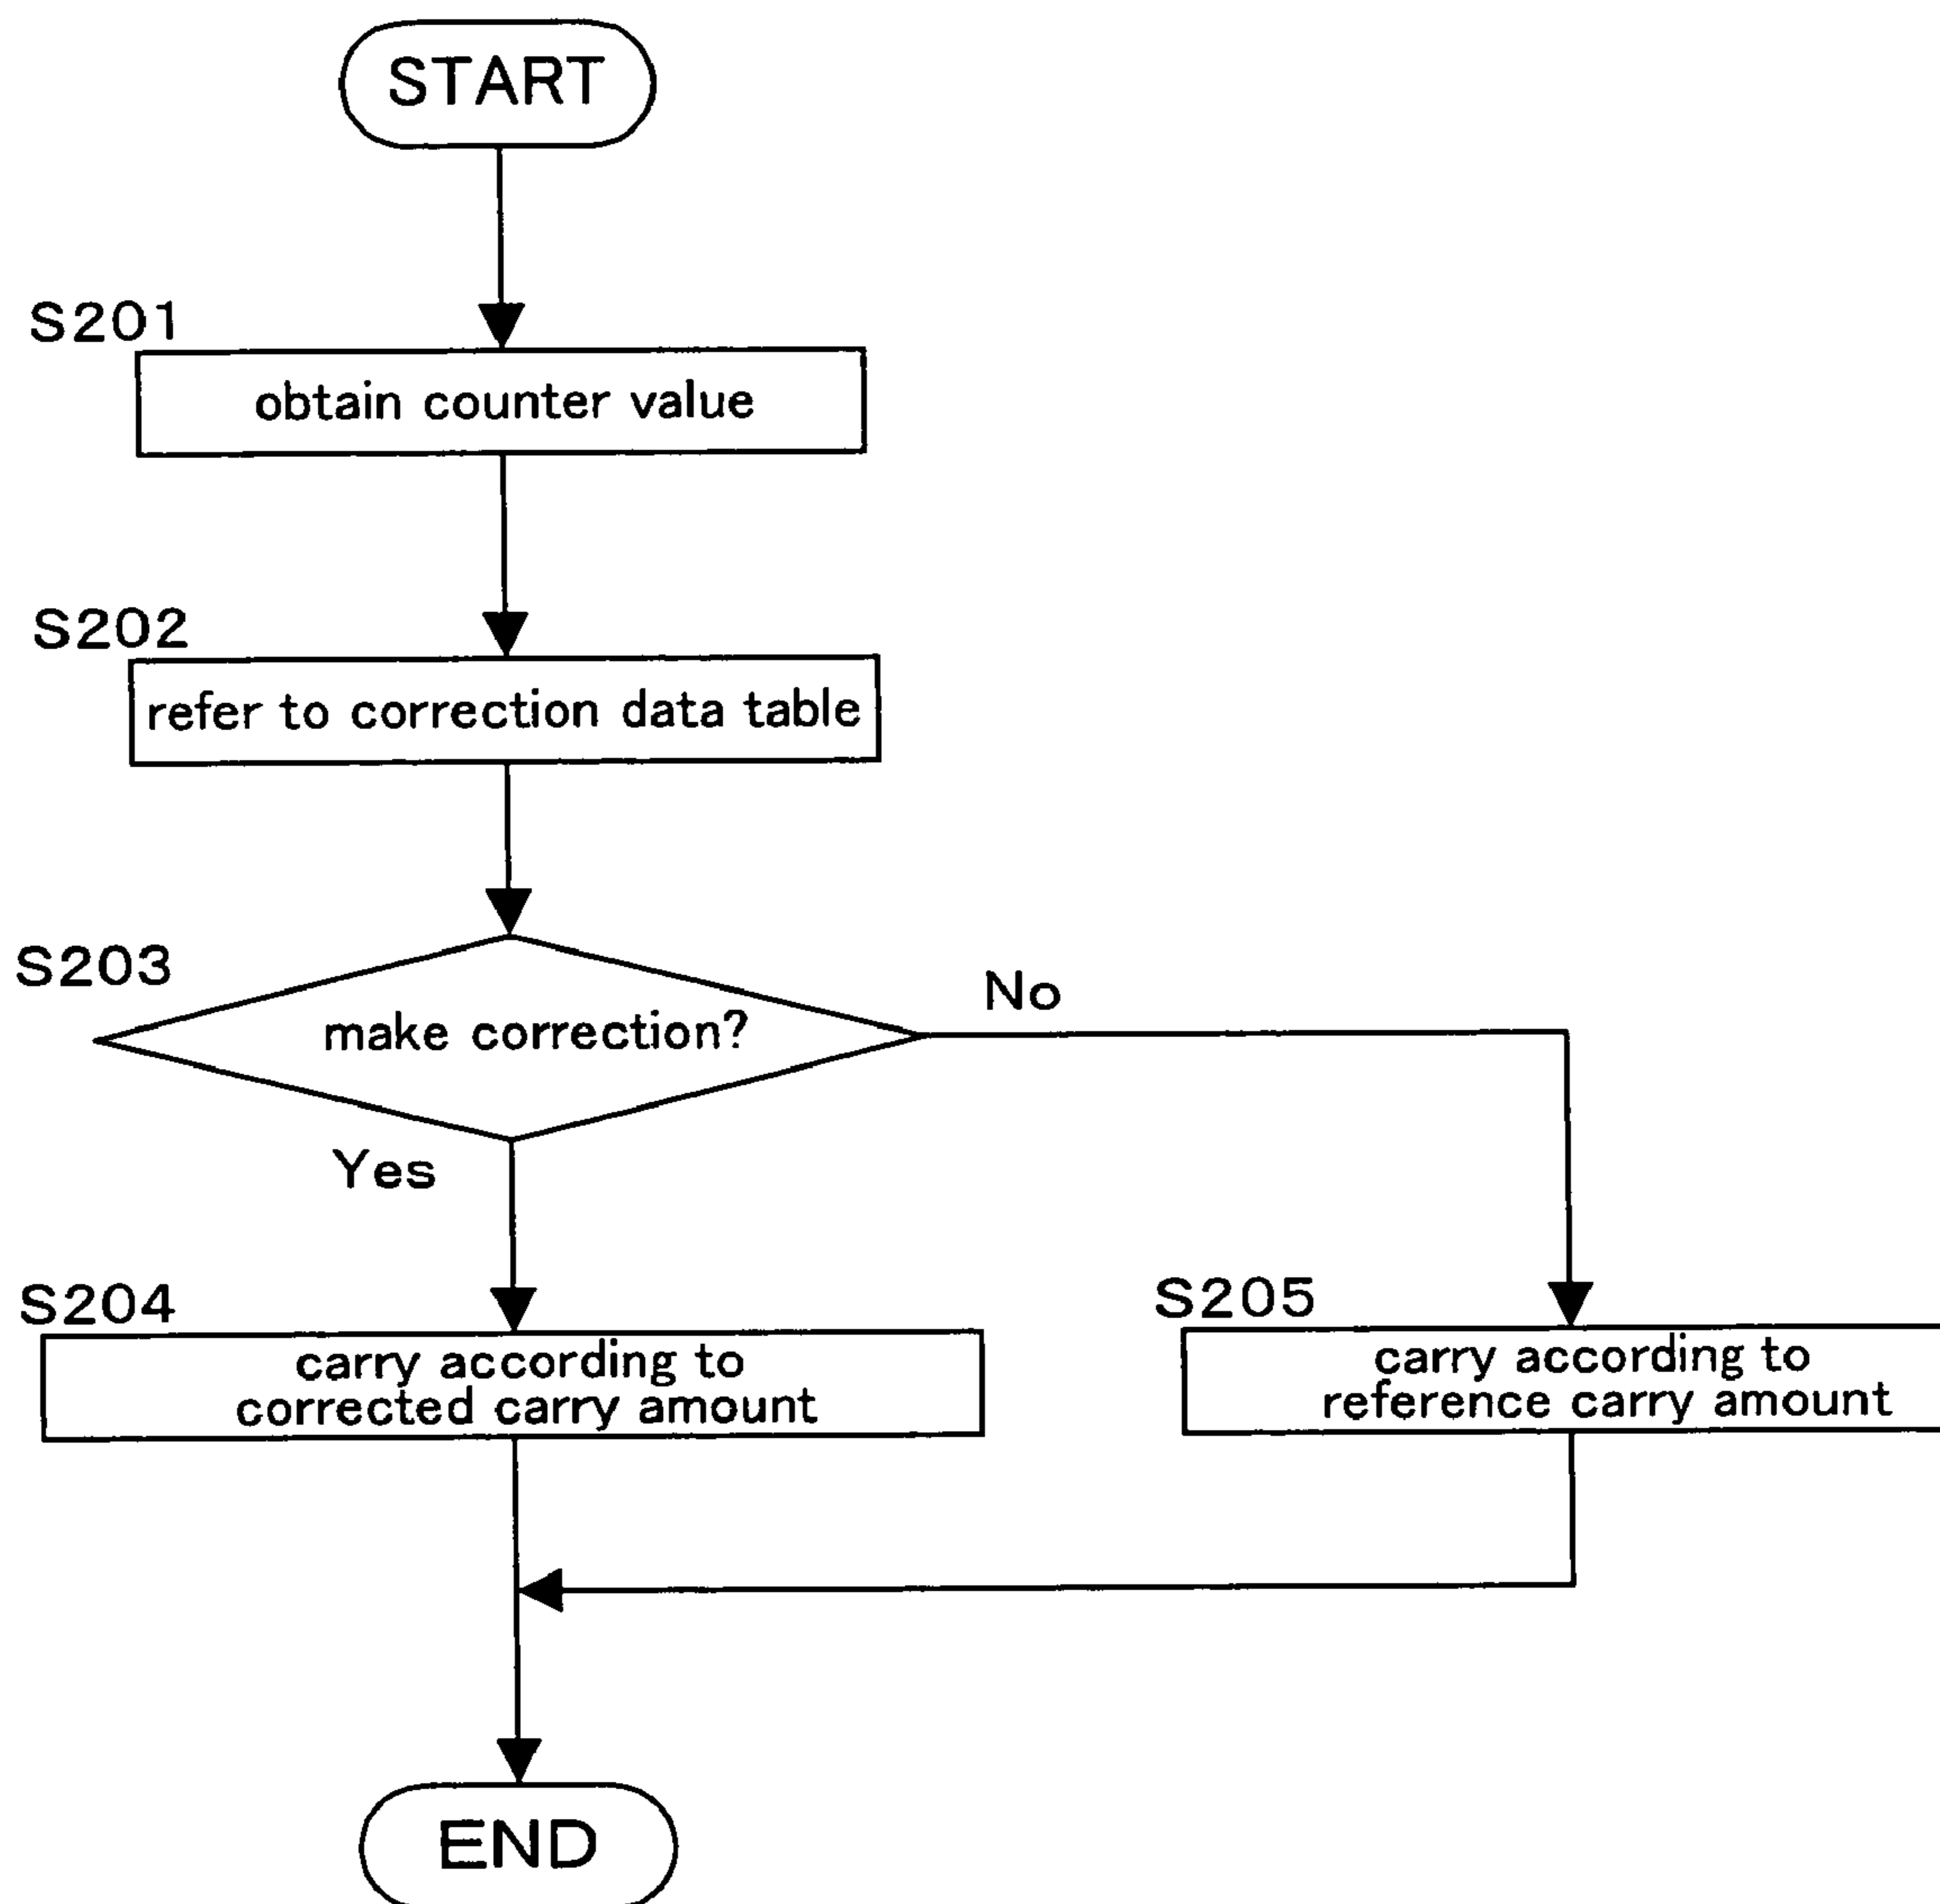 START
S201
obtain counter value
S202
refer to correction data table
S203
make correction?
No
Yes
S204
carry according to
corrected carry amount
S205
carry according to
reference carry amount
END